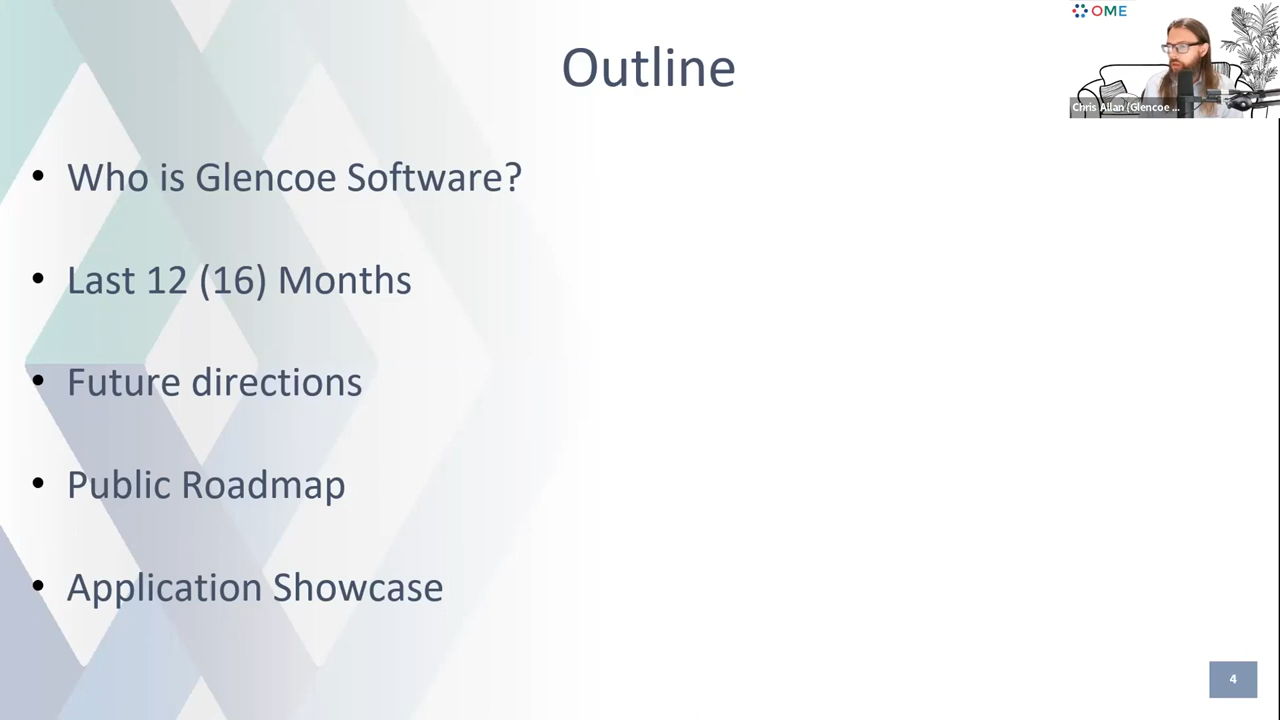 Outline
OME
Chris Allan (Glencoe ...
• Who is Glencoe Software?
• Last 12 (16) Months
• Future directions
• Public Roadmap
• Application Showcase
4